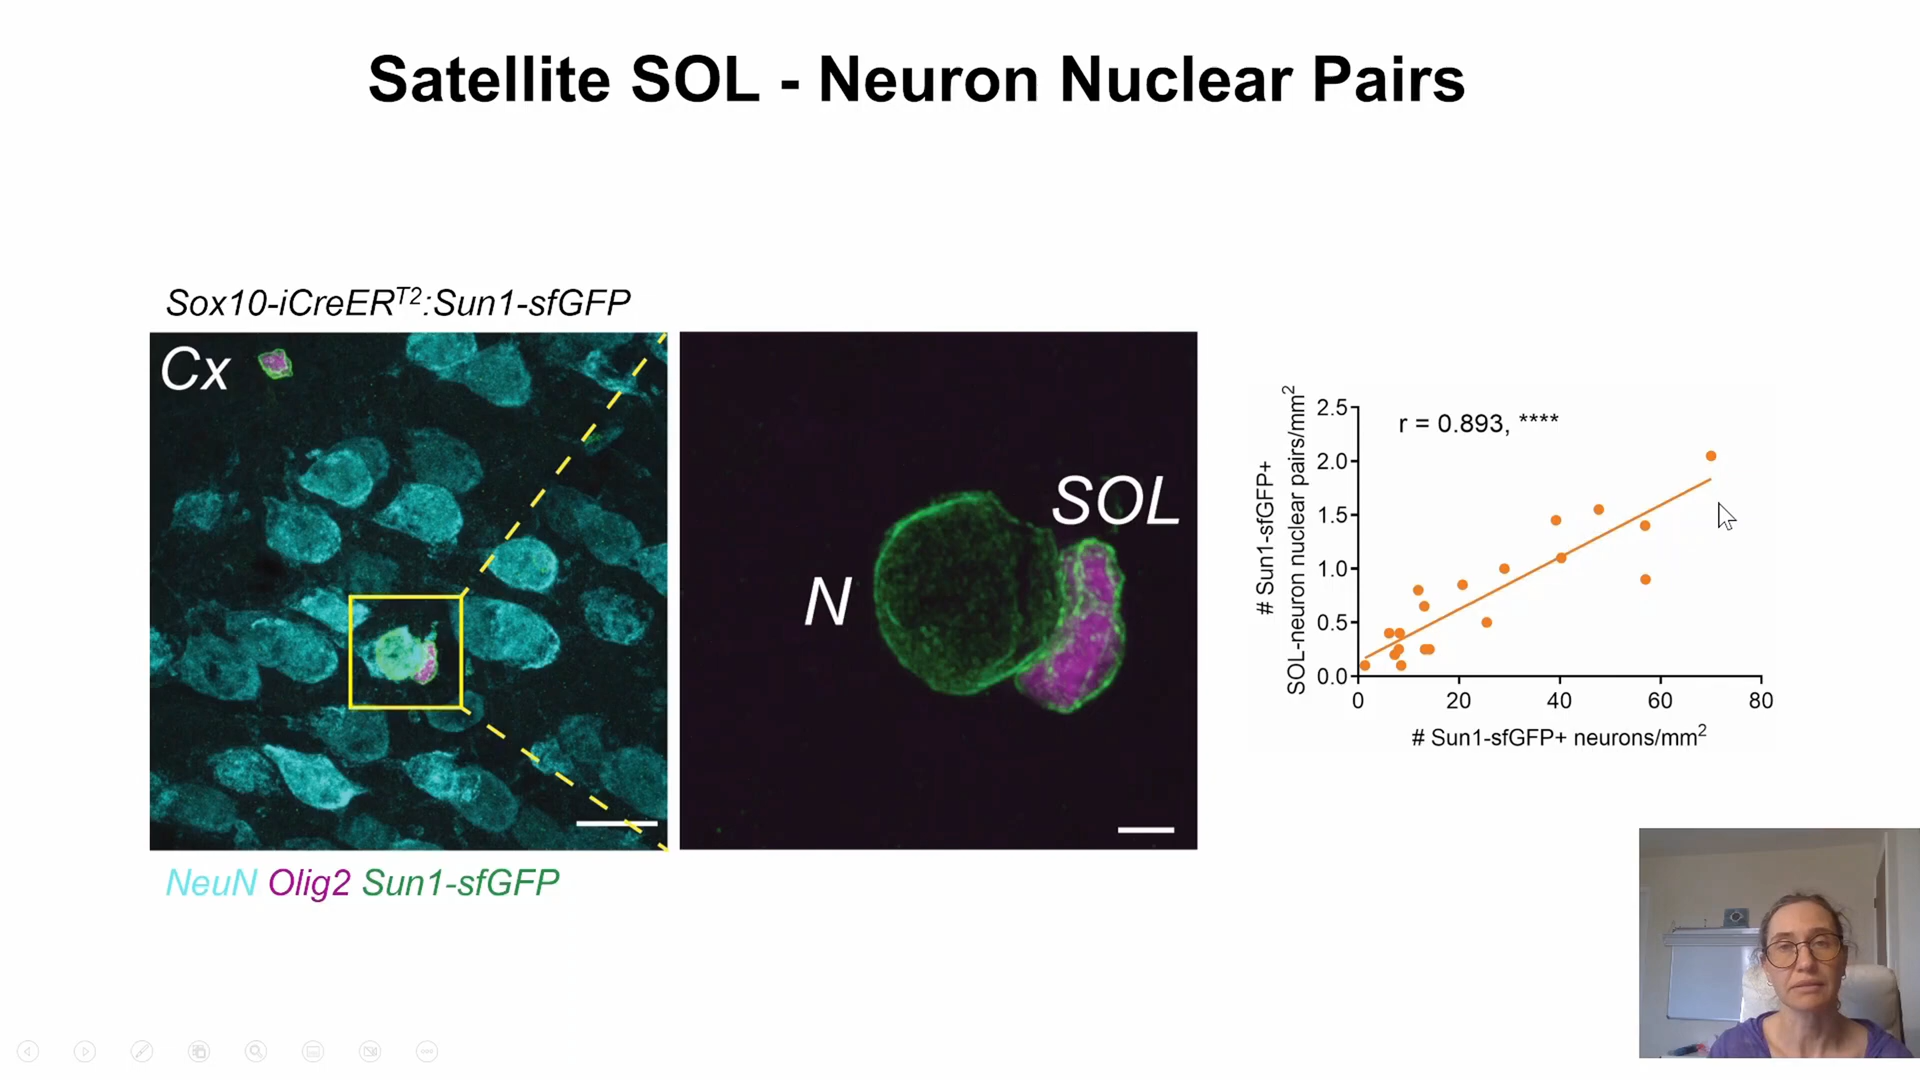 Satellite SOL - Neuron Nuclear Pairs
Sox10-iCreERT2:Sun1-sfGFP
Cx
N
SOL
NeuN Olig2 Sun1-sfGFP
# Sun1-sfGFP+
SOL-neuron nuclear pairs/mm2
r = 0.893, ****
2.5
2.0
1.5
1.0
0.5
0.0
0 20 40 60 80
# Sun1-sfGFP+ neurons/mm2